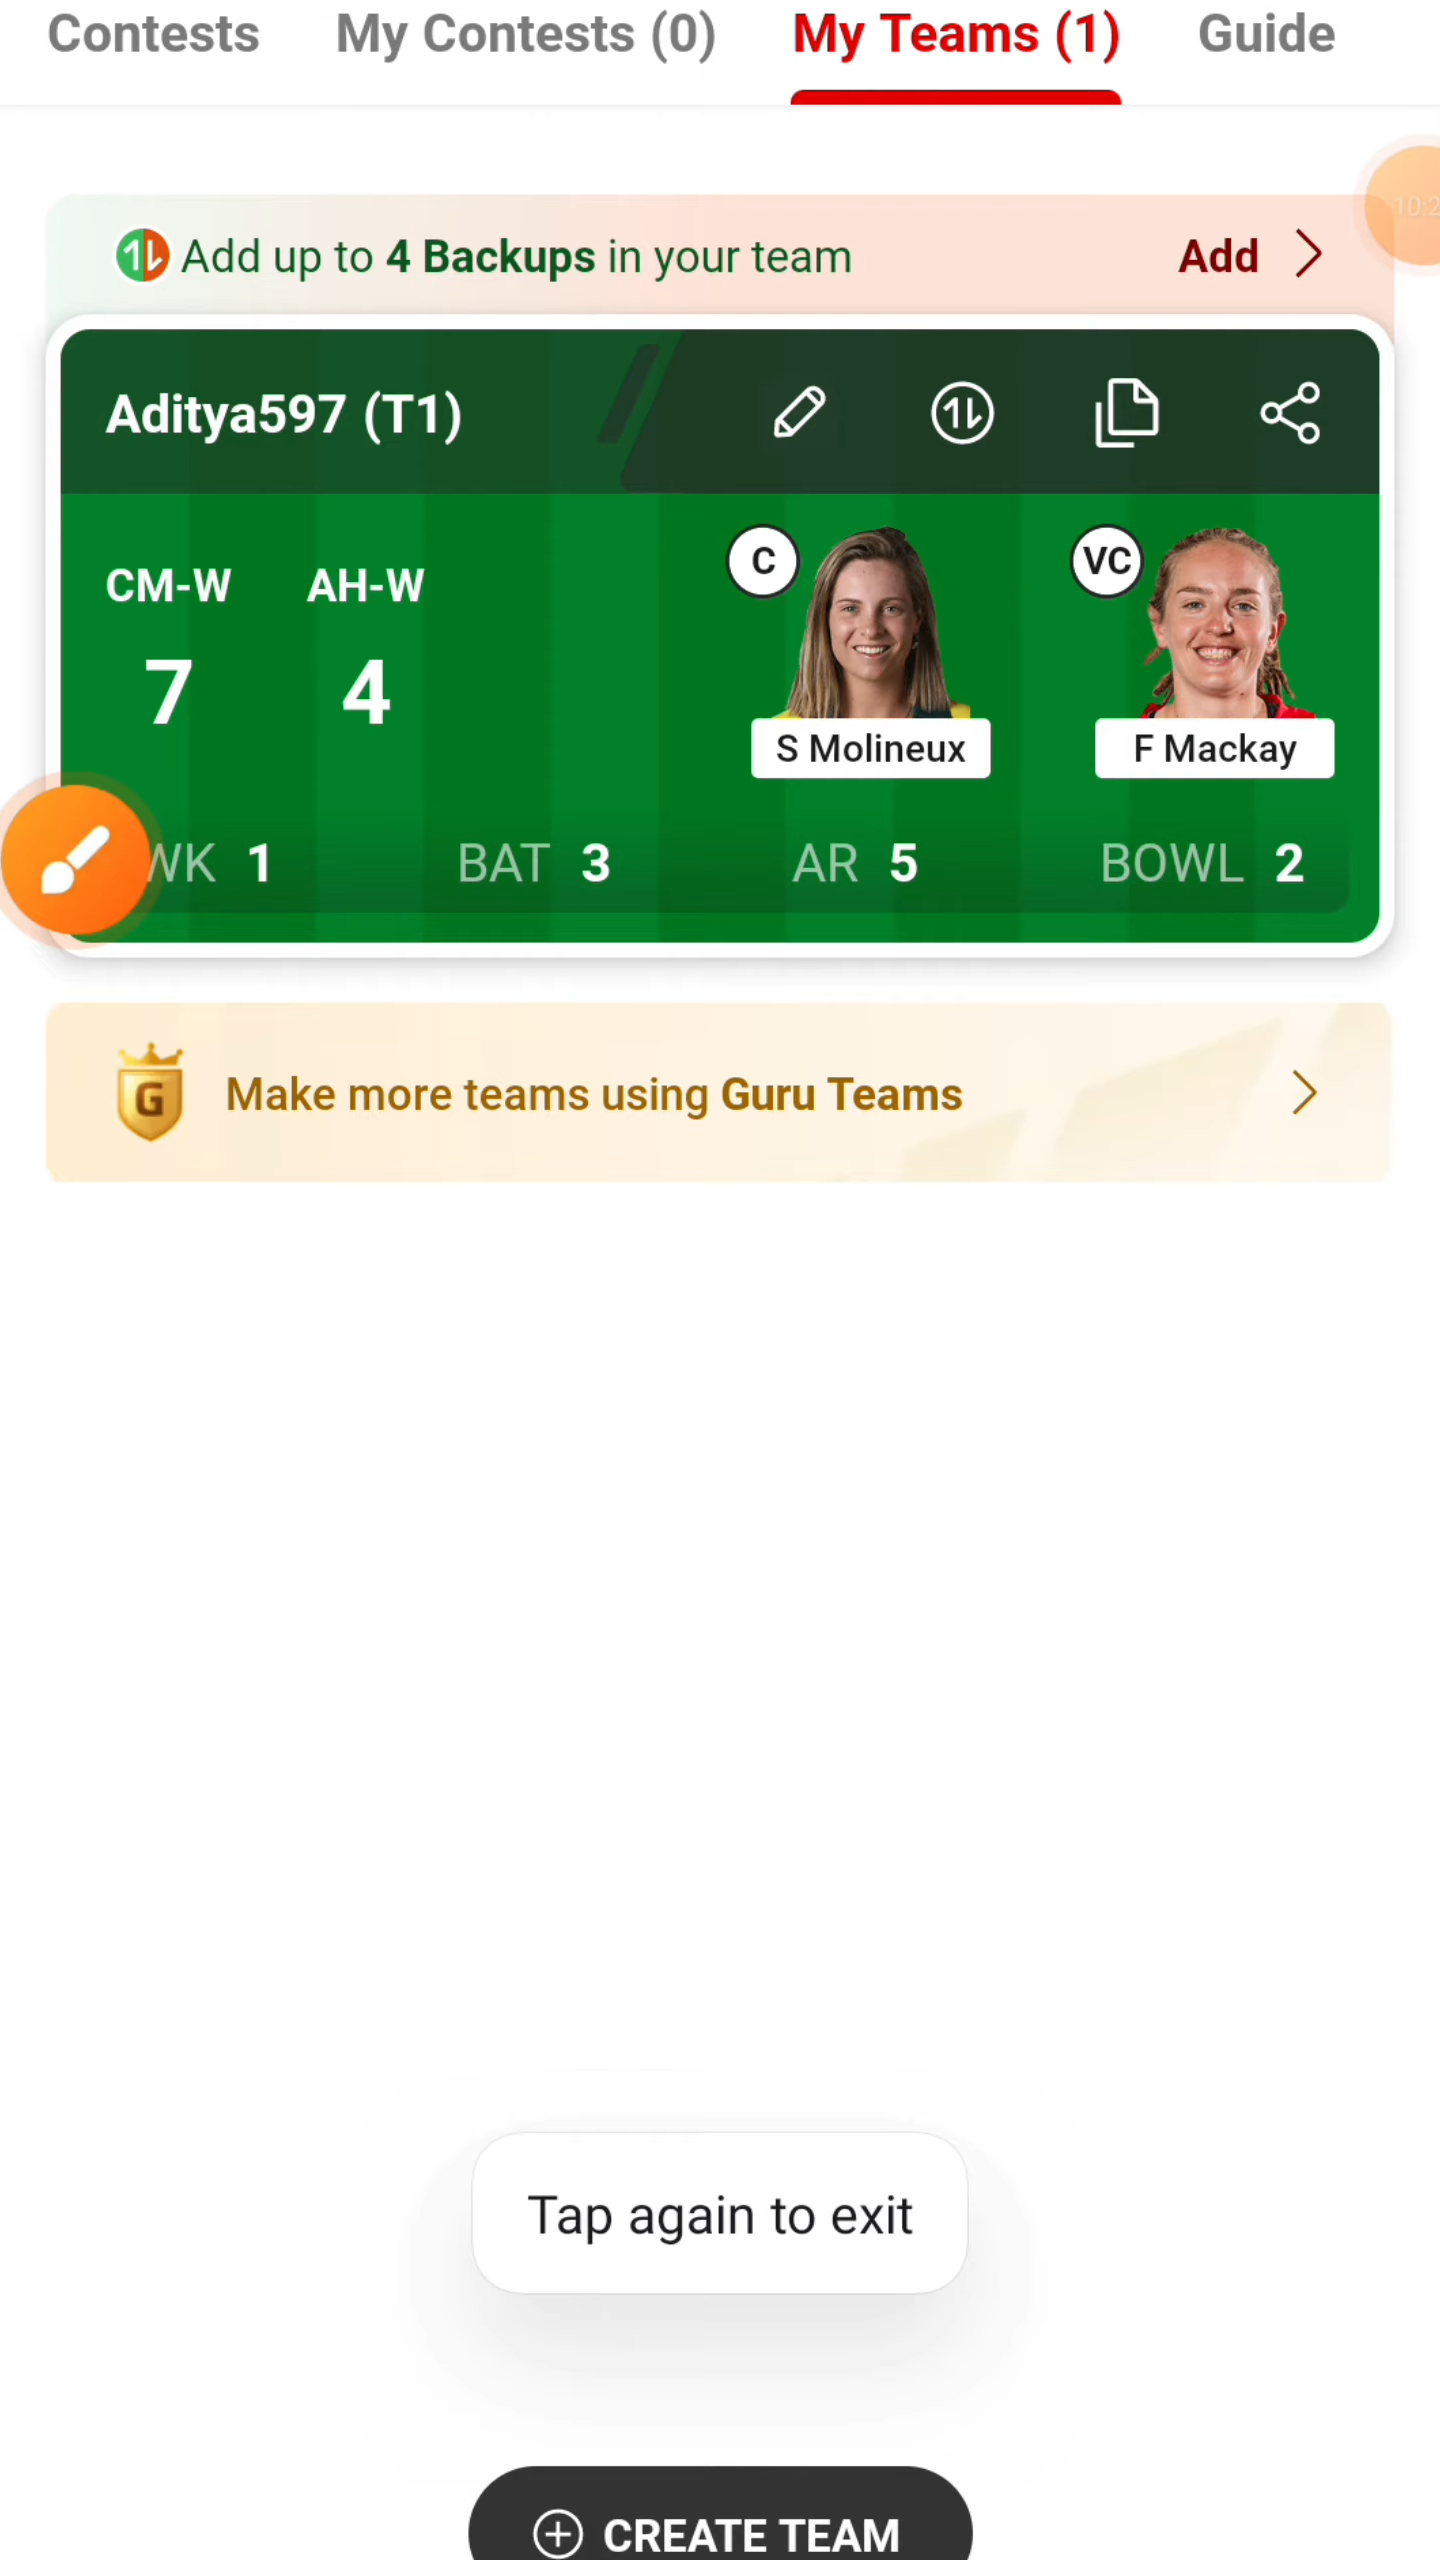 Contests My Contests (0) My Teams (1) Guide
10:2
Add up to 4 Backups in your team Add
Aditya597 (T1)
CM-W AH-W
7 4
C VC
S Molineux F Mackay
WK 1 BAT 3 AR 5 BOWL 2
G Make more teams using Guru Teams
Tap again to exit
CREATE TEAM